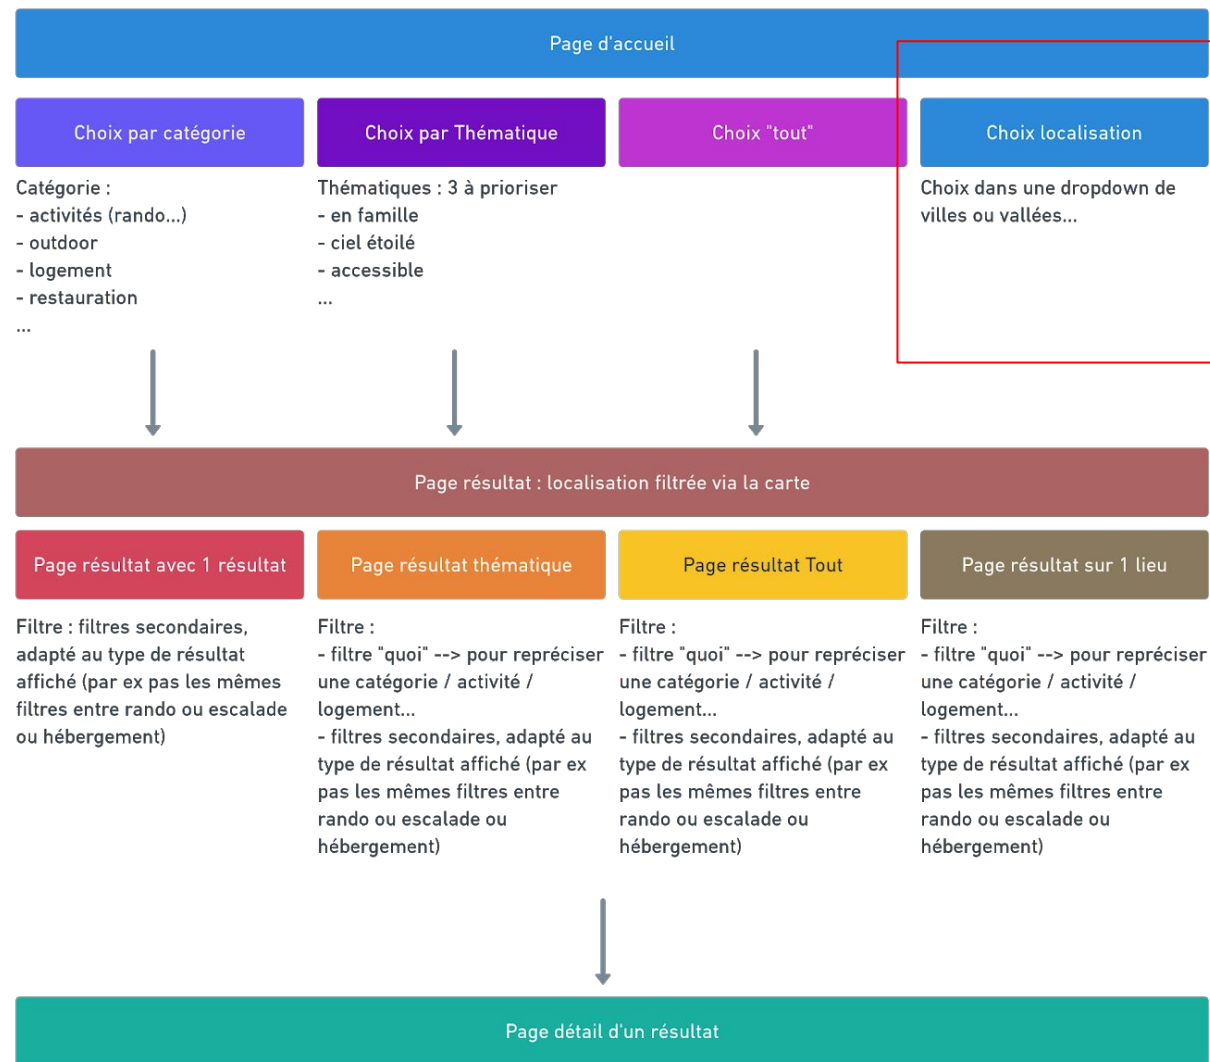 Page d'accueil
Choix par catégorie
Choix par Thématique
Choix "tout"
Choix localisation
Catégorie :
- activités (rando...)
- outdoor
- logement
- restauration
...
Thématiques : 3 à prioriser
- en famille
- ciel étoilé
- accessible
...
Choix dans une dropdown de
villes ou vallées...
Page résultat : localisation filtrée via la carte
Page résultat avec 1 résultat
Page résultat thématique
Page résultat Tout
Page résultat sur 1 lieu
Filtre : filtres secondaires,
adapté au type de résultat
affiché (par ex pas les mêmes
filtres entre rando ou escalade
ou hébergement)
Filtre :
- filtre "quoi" --> pour repréciser
une catégorie / activité /
logement...
- filtres secondaires, adapté au
type de résultat affiché (par ex
pas les mêmes filtres entre
rando ou escalade ou
hébergement)
Filtre :
- filtre "quoi" --> pour repréciser
une catégorie / activité /
logement...
- filtres secondaires, adapté au
type de résultat affiché (par ex
pas les mêmes filtres entre
rando ou escalade ou
hébergement)
Filtre :
- filtre "quoi" --> pour repréciser
une catégorie / activité /
logement...
- filtres secondaires, adapté au
type de résultat affiché (par ex
pas les mêmes filtres entre
rando ou escalade ou
hébergement)
Page détail d'un résultat